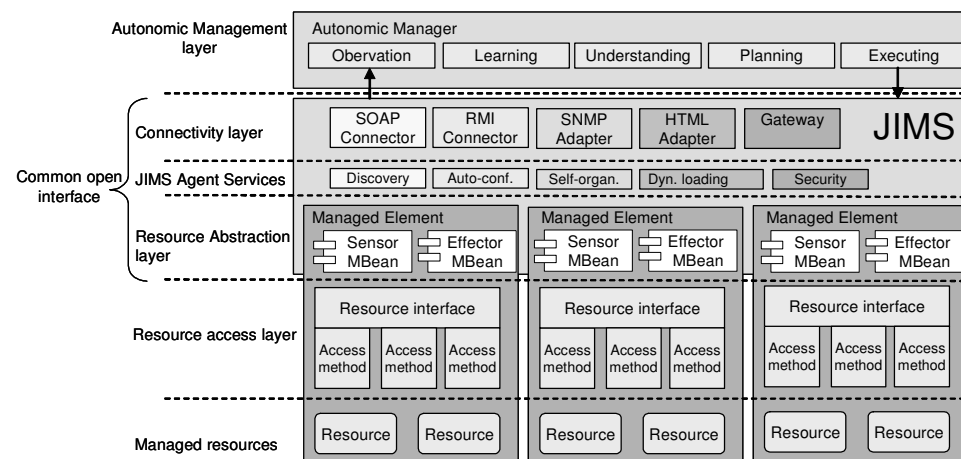 Autonomic Management
layer
Autonomic Manager
Obervation
Learning
Understanding
Planning
Executing
Connectivity layer
SOAP
Connector
RMI
Connector
SNMP
Adapter
HTML
Adapter
Gateway
JIMS
Common open
interface
JIMS Agent Services
Discovery
Auto-conf.
Self-organ.
Dyn. loading
Security
Resource Abstraction
layer
Managed Element
Sensor
MBean
Effector
MBean
Managed Element
Sensor
MBean
Effector
MBean
Managed Element
Sensor
MBean
Effector
MBean
Resource access layer
Resource interface
Access
method
Access
method
Access
method
Resource interface
Access
method
Access
method
Access
method
Resource interface
Access
method
Access
method
Access
method
Managed resources
Resource
Resource
Resource
Resource
Resource
Resource